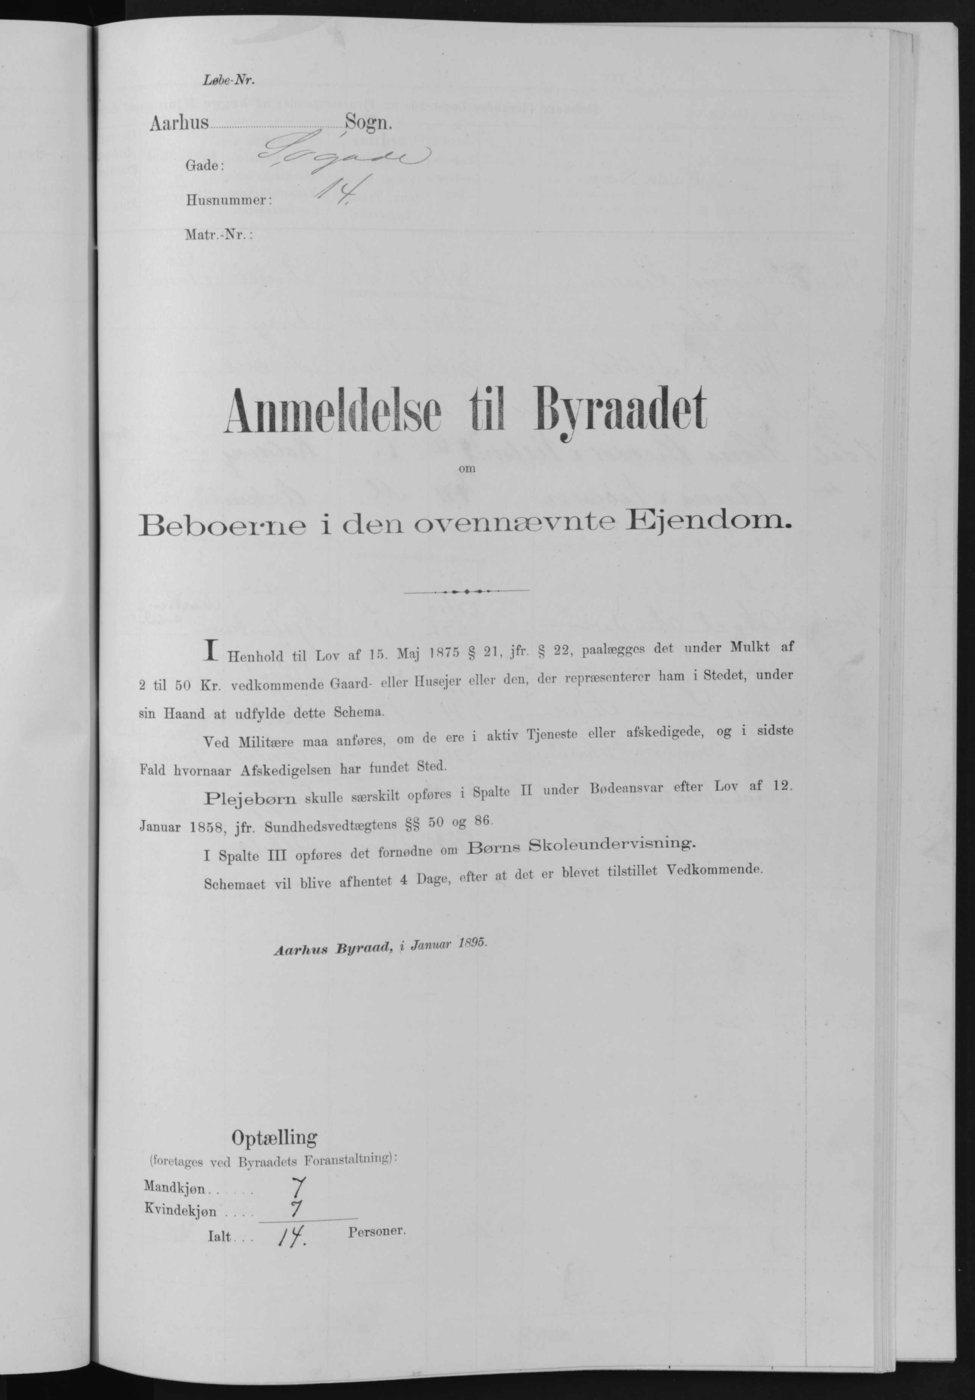 Løbe-Nr.
Aarhus Sogn.
Gade: Søgade
Husnummer: 14.
Matr.-Nr.:
Anmeldelse til Byraadet
om
Beboerne i den ovennævnte Ejendom.
I Henhold til Lov af 15. Maj 1875 § 21, jfr. § 22, paalægges det under Mulkt af
2 til 50 Kr. vedkommende Gaard- eller Husejer eller den, der repræsenterer ham i Stedet, under
sin Haand at udfylde dette Schema.
Ved Militære maa anføres, om de ere i aktiv Tjeneste eller afskedigede, og i sidste
Fald hvornaar Afskedigelsen har fundet Sted.
Plejebørn skulle særskilt opføres i Spalte II under Bødeansvar efter Lov af 12.
Januar 1858, jfr. Sundhedsvedtægtens §§ 50 og 86.
I Spalte III opføres det fornødne om Børns Skoleundervisning.
Schemaet vil blive afhentet 4 Dage, efter at det er blevet tilstillet Vedkommende.
Aarhus Byraad, i Januar 1895.
Optælling
(foretages ved Byraadets Foranstaltning):
Mandkjøn...... 7
Kvindekjøn .... 7
Ialt... 14. Personer.